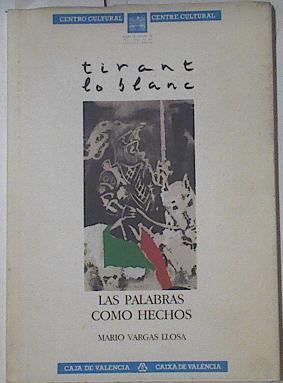 CENTRO CULTURAL
CENTRE CULTURAL
tirant
lo blanc
LAS PALABRAS
COMO HECHOS
MARIO VARGAS LLOSA
CAJA DE VALENCIA
CAIXA DE VALÈNCIA